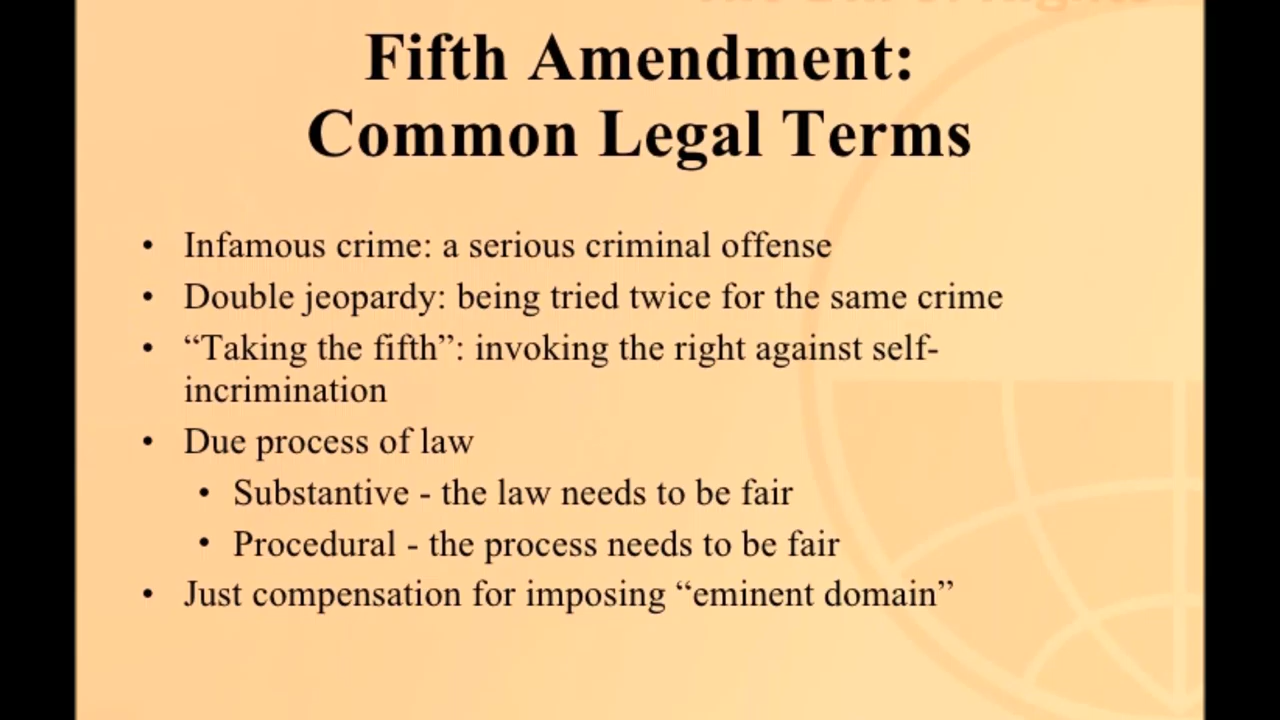 Fifth Amendment:
Common Legal Terms
• Infamous crime: a serious criminal offense
• Double jeopardy: being tried twice for the same crime
• “Taking the fifth”: invoking the right against self-
incrimination
• Due process of law
• Substantive - the law needs to be fair
• Procedural - the process needs to be fair
• Just compensation for imposing “eminent domain”